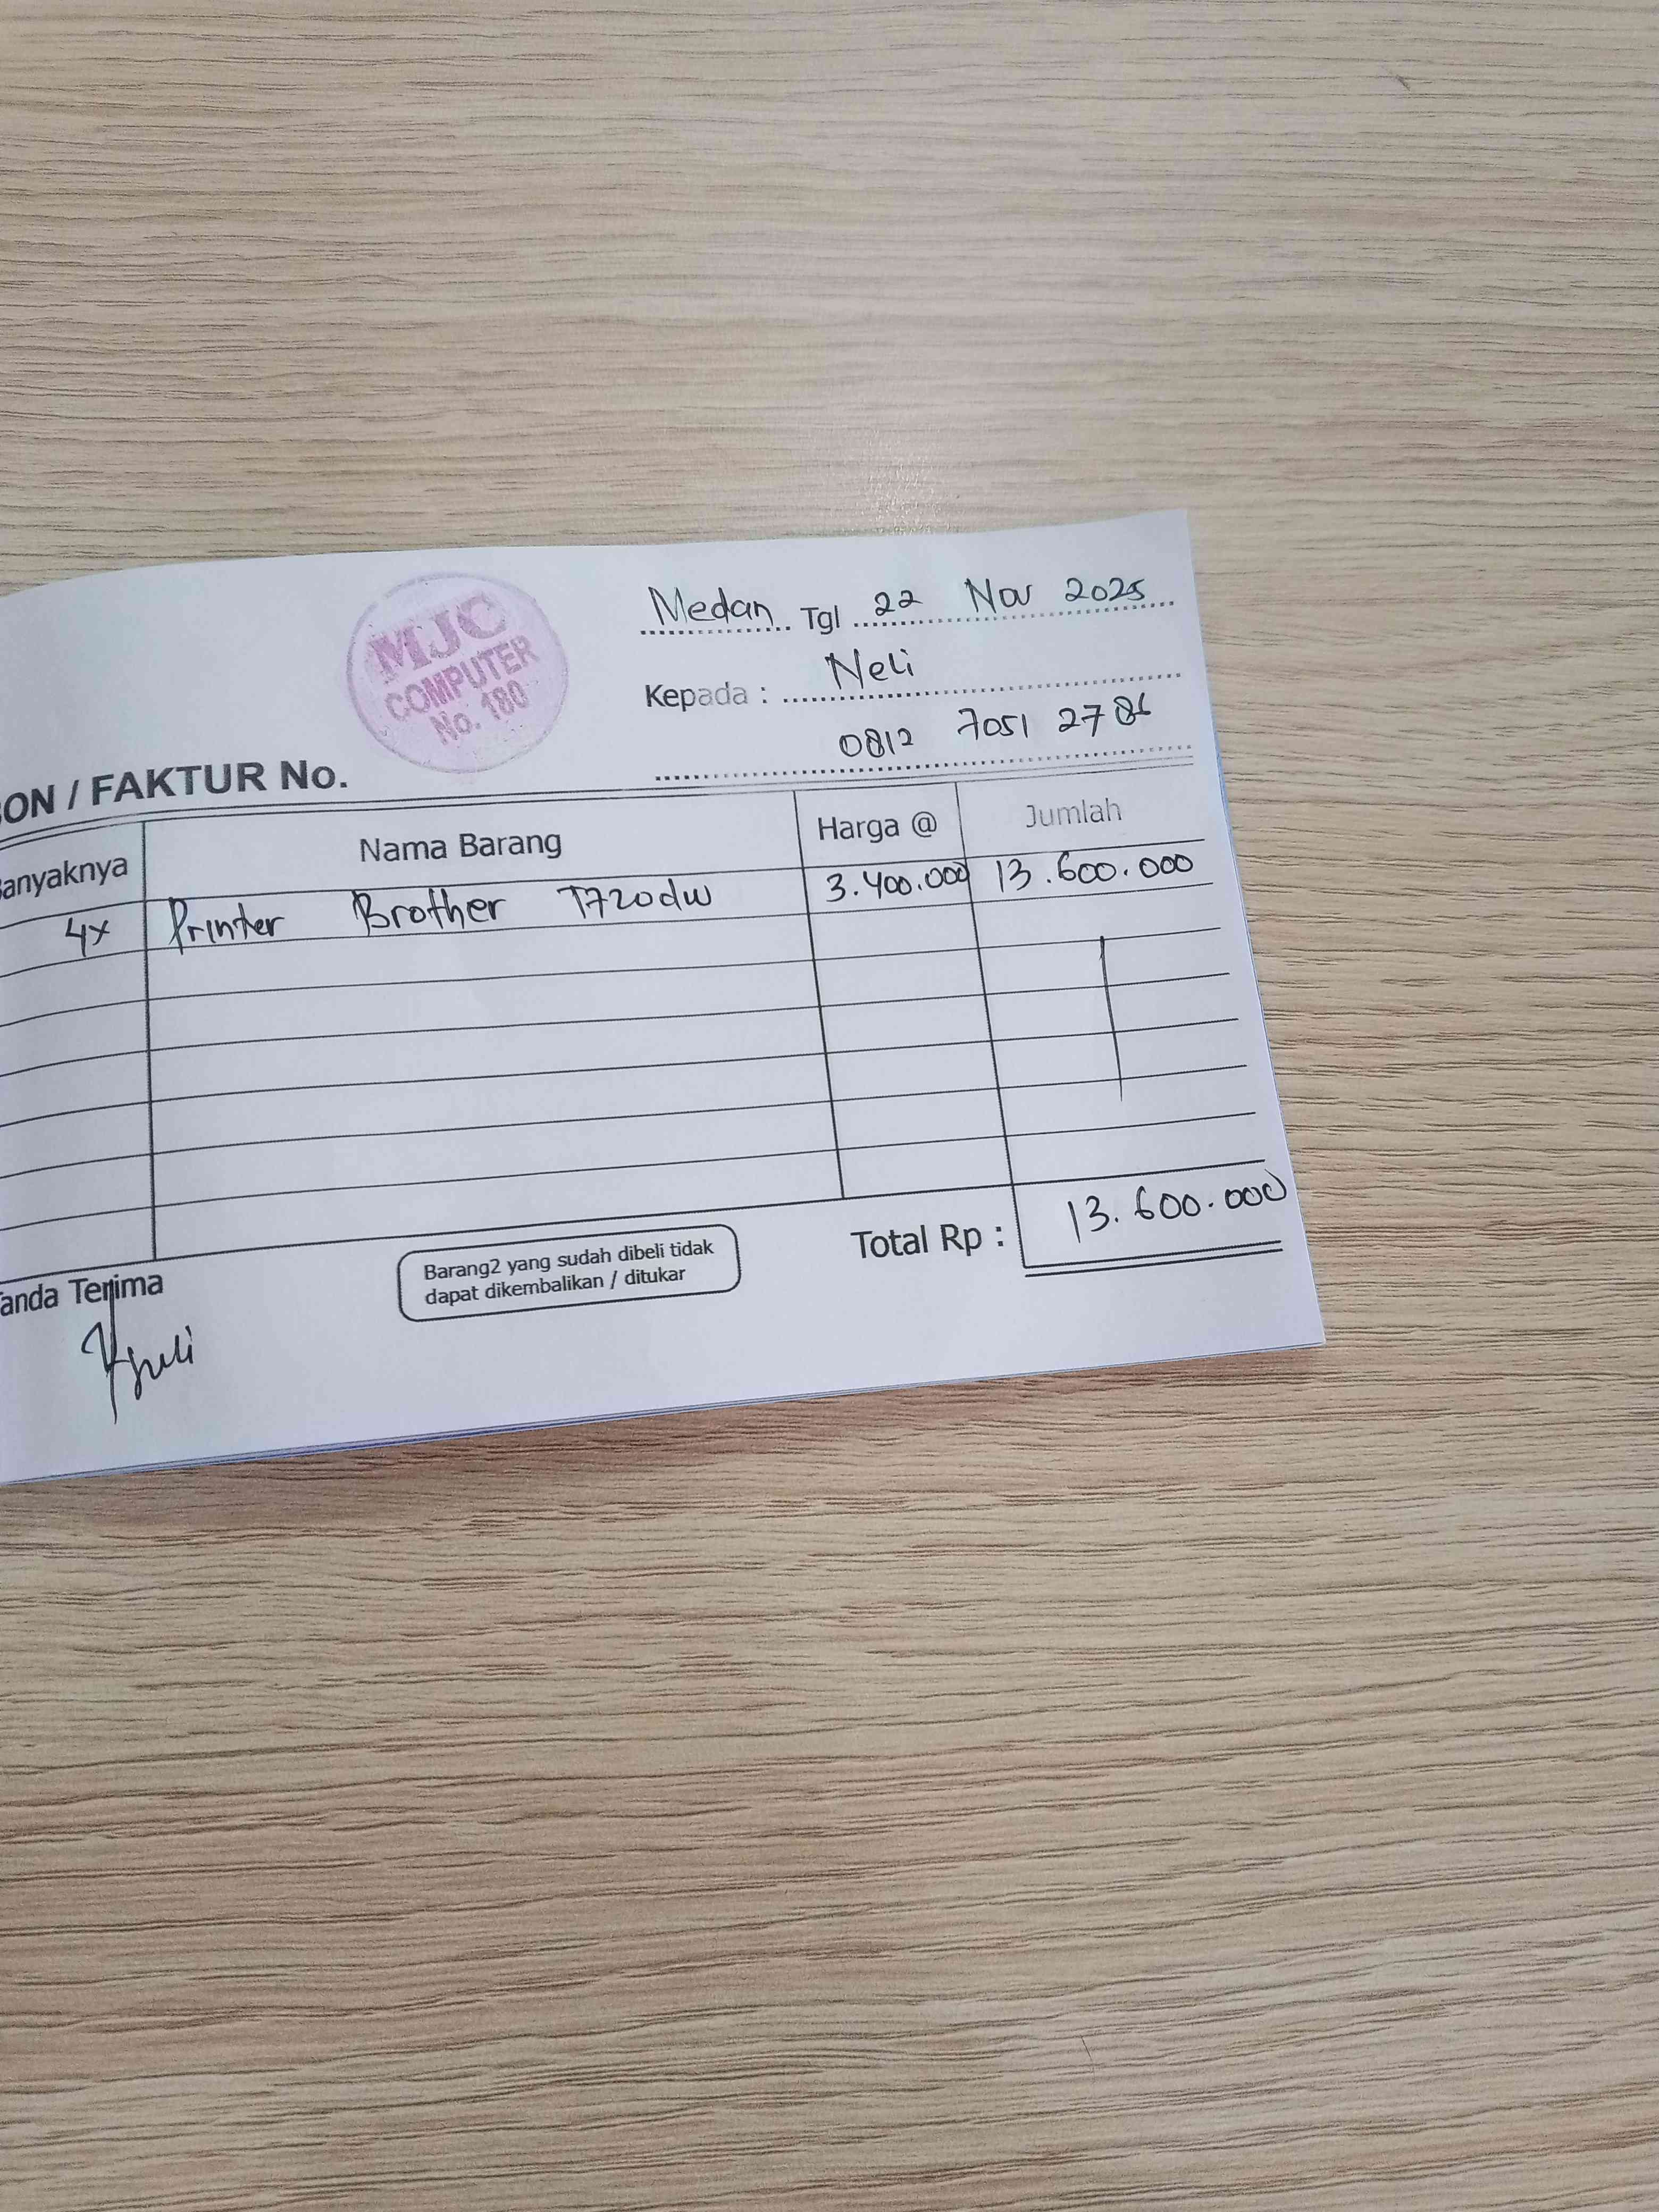 MJC
COMPUTER
No. 180
Medan Tgl 22 Nov 2025
Kepada : Neli
0812 7051 2786
ON / FAKTUR No.
anyaknya Nama Barang Harga @ Jumlah
4x Printer Brother T720dw 3.400.000 13.600.000
Total Rp : 13.600.000
anda Terima
Barang2 yang sudah dibeli tidak
dapat dikembalikan / ditukar